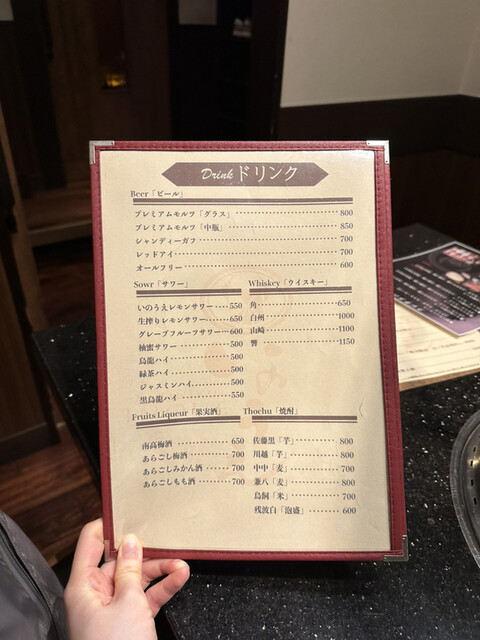 Drink ドリンク
Beer「ビール」
プレミアムモルツ「グラス」 800
プレミアムモルツ「中瓶」 850
シャンディーガフ 700
レッドアイ 700
オールフリー 600
Sowr「サワー」
いのうえレモンサワー 550
生搾りレモンサワー 650
グレープフルーツサワー 600
柚蜜サワー 500
烏龍ハイ 500
緑茶ハイ 500
ジャスミンハイ 500
黒烏龍ハイ 550
Whiskey「ウイスキー」
角 650
白州 1000
山崎 1100
響 1150
Fruits Liqueur「果実酒」
南高梅酒 650
あらごし梅酒 700
あらごしみかん酒 700
あらごしもも酒 700
Thochu「焼酎」
佐藤黒「芋」 800
川越「芋」 800
中中「麦」 700
兼八「麦」 800
鳥飼「米」 700
残波白「泡盛」 600